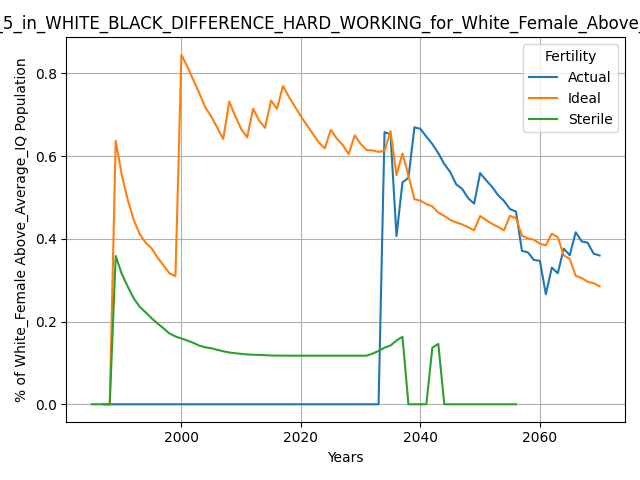 _5_in_WHITE_BLACK_DIFFERENCE_HARD_WORKING_for_White_Female_Above_
% of White_Female Above_Average_IQ Population
0.8
0.6
0.4
0.2
0.0
Fertility
Actual
Ideal
Sterile
2000
2020
2040
2060
Years